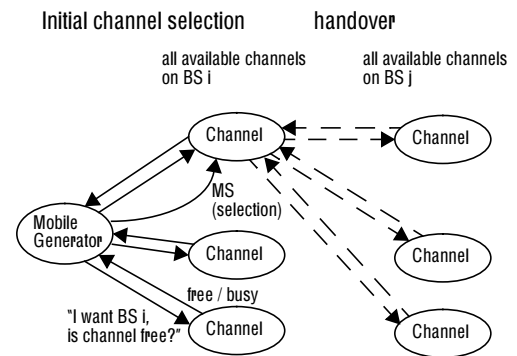 Initial channel selection
handover
all available channels
on BS i
all available channels
on BS j
Channel
Channel
MS
(selection)
Mobile
Generator
Channel
Channel
free / busy
"I want BS i,
is channel free?"
Channel
Channel